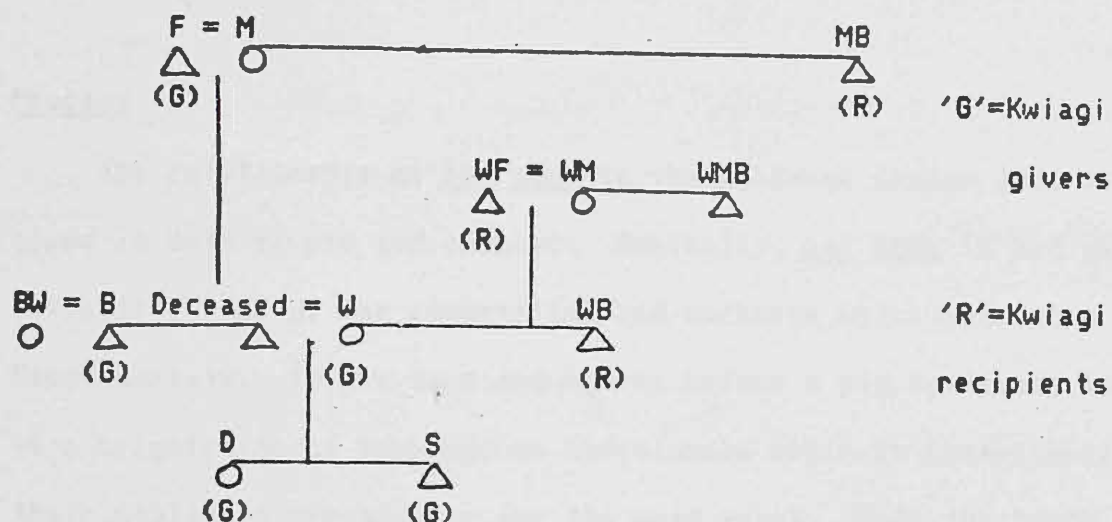 F = M
MB
(G)
(R)
'G'=Kwiagi
WF = WM
WMB
givers
(R)
BW = B
Deceased = W
WB
'R'=Kwiagi
(G)
(G)
(R)
recipients
D
S
(G)
(G)